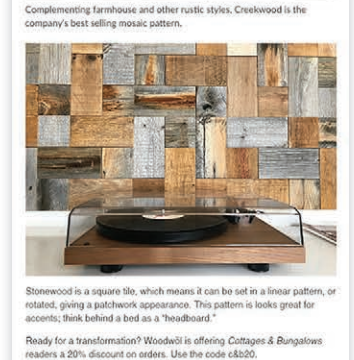 Complementing farmhouse and other rustic styles, Creekwood is the
company's best selling mosaic pattern.
Stonewood is a square tile, which means it can be set in a linear pattern, or
rotated, giving a patchwork appearance. This pattern is looks great for
accents; think behind a bed as a "headboard."
Ready for a transformation? Woodwöl is offering Cottages & Bungalows
readers a 20% discount on orders. Use the code c&b20.